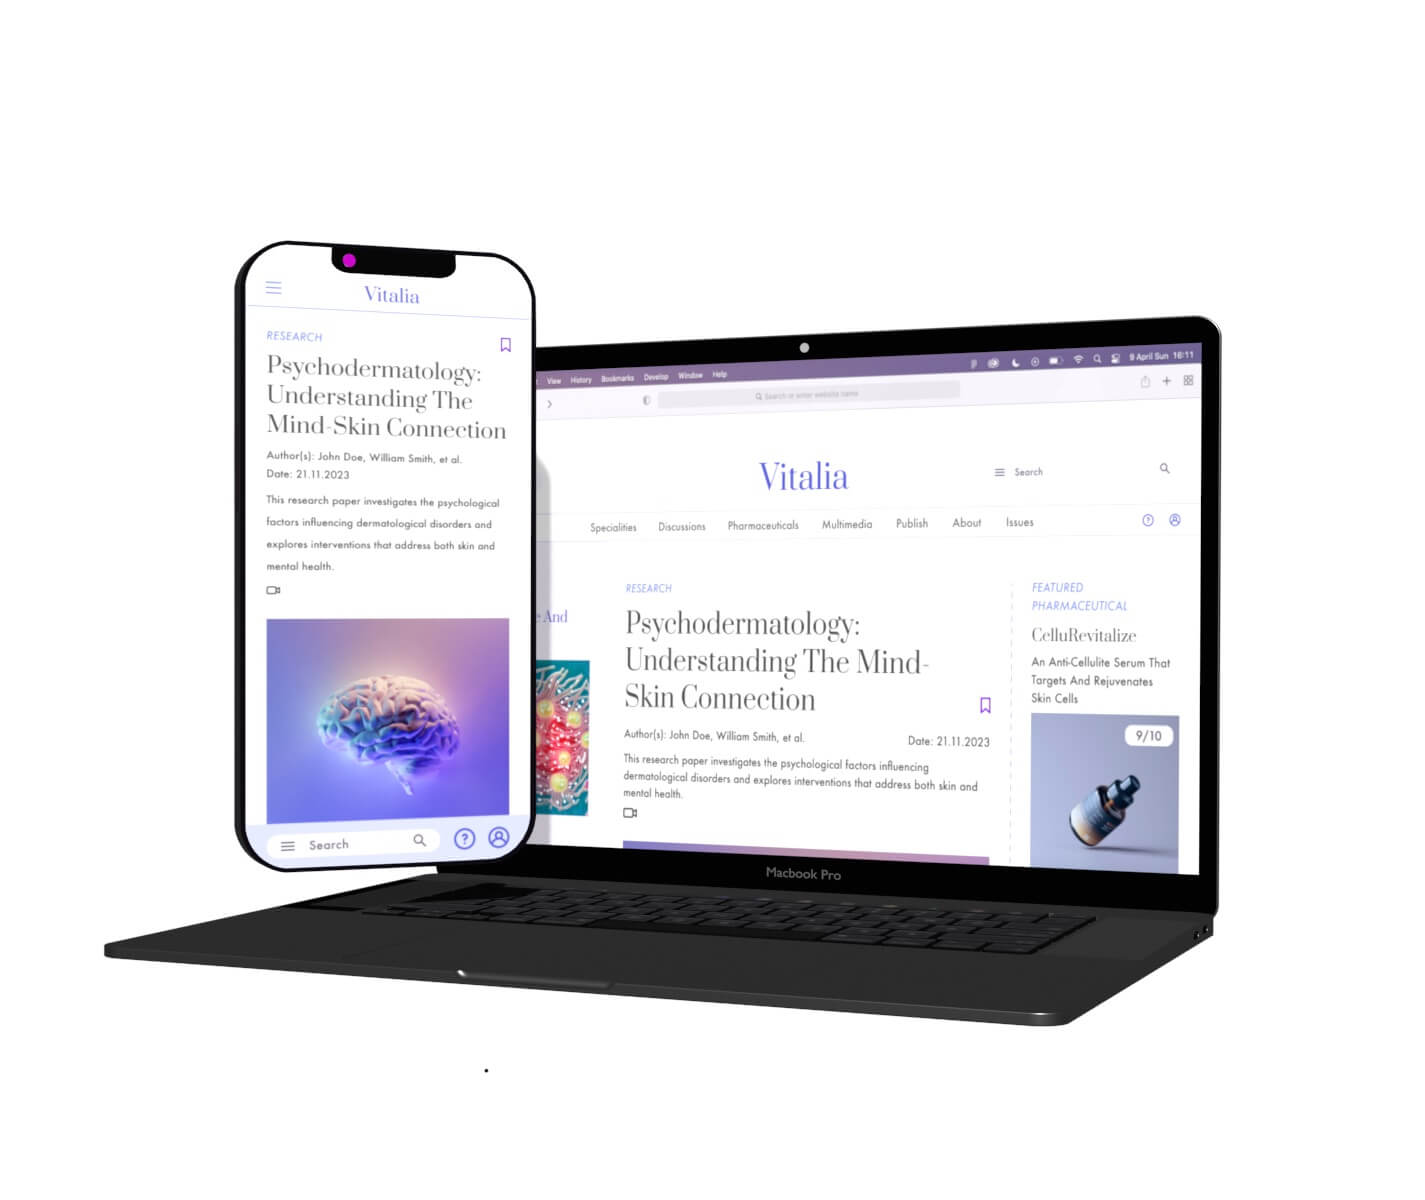 Vitalia
RESEARCH
Psychodermatology:
Understanding The
Mind-Skin Connection
Author(s): John Doe, William Smith, et al.
Date: 21.11.2023
This research paper investigates the psychological
factors influencing dermatological disorders and
explores interventions that address both skin and
mental health.
Search
View History Bookmarks Develop Window Help
9 April Sun 16:11
Search or enter website name
Vitalia
Search
Specialities Discussions Pharmaceuticals Multimedia Publish About Issues
And
RESEARCH
Psychodermatology:
Understanding The Mind-
Skin Connection
Author(s): John Doe, William Smith, et al.
Date: 21.11.2023
This research paper investigates the psychological factors influencing
dermatological disorders and explores interventions that address both skin and
mental health.
FEATURED
PHARMACEUTICAL
CelluRevitalize
An Anti-Cellulite Serum That
Targets And Rejuvenates
Skin Cells
9/10
Macbook Pro